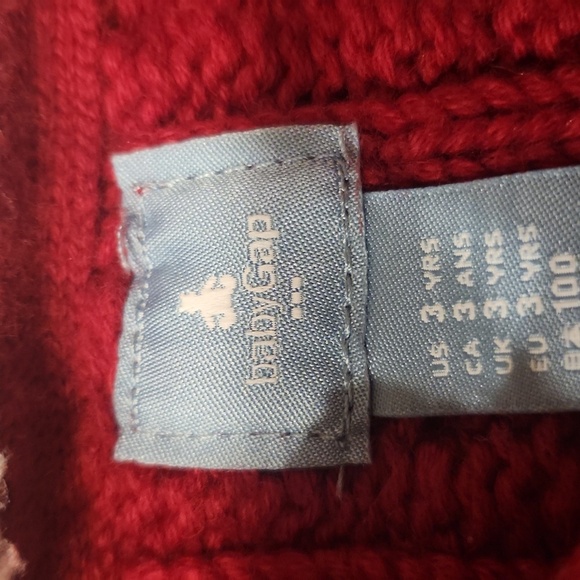 babyGap
US 3 YRS
CA 3 ANS
UK 3 YRS
EU 3 YRS
100